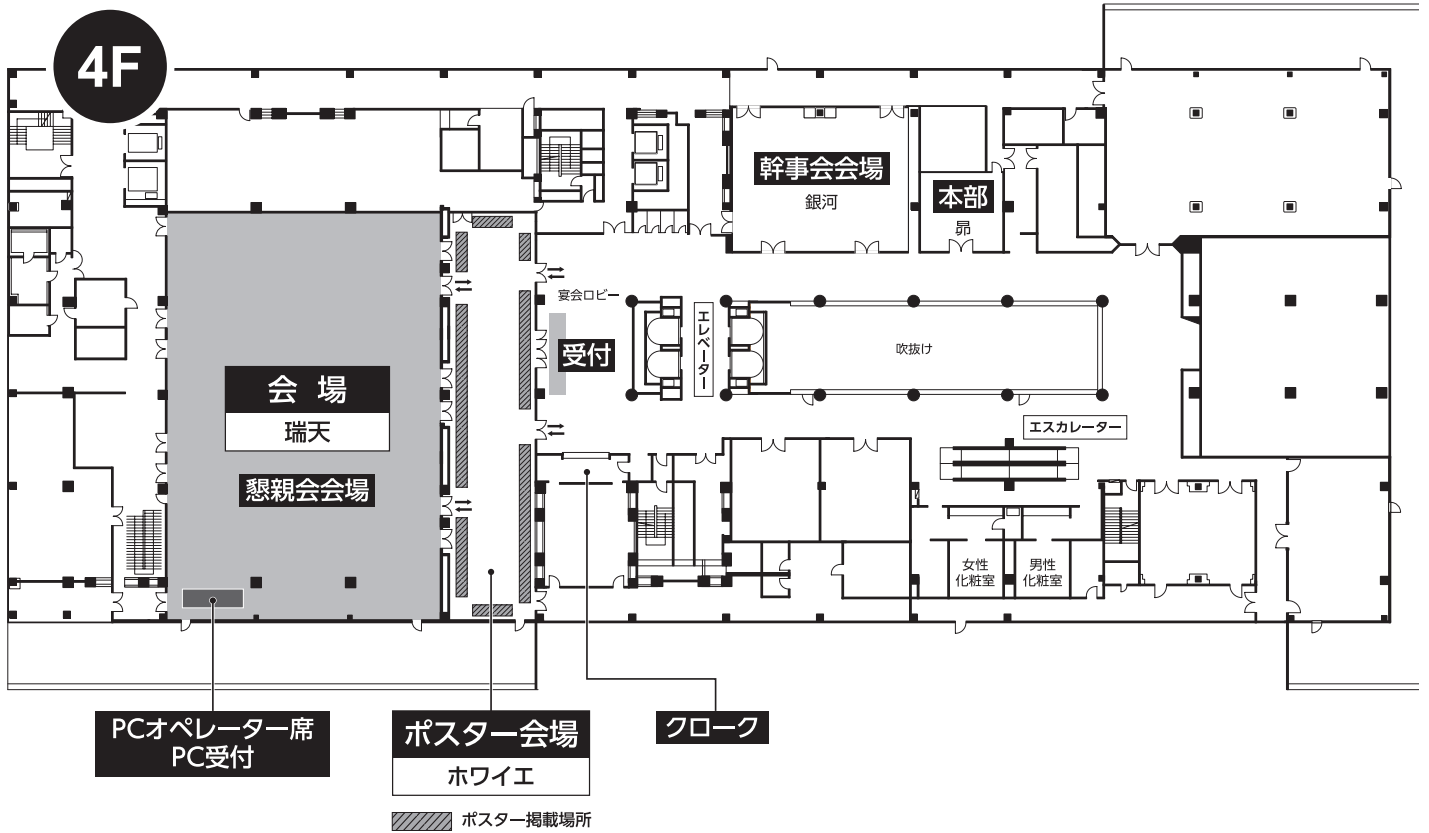 4F
幹事会会場
銀河
本部
昴
宴会ロビー
受付
エレベーター
吹抜け
エスカレーター
会 場
瑞天
懇親会会場
女性
化粧室
男性
化粧室
PCオペレーター席
PC受付
ポスター会場
ホワイエ
クローク
ポスター掲載場所